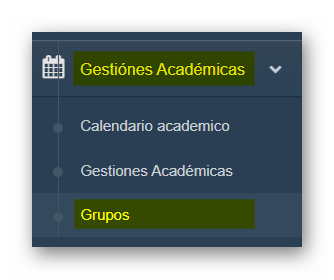 Gestiónes Académicas
Calendario academico
Gestiones Académicas
Grupos